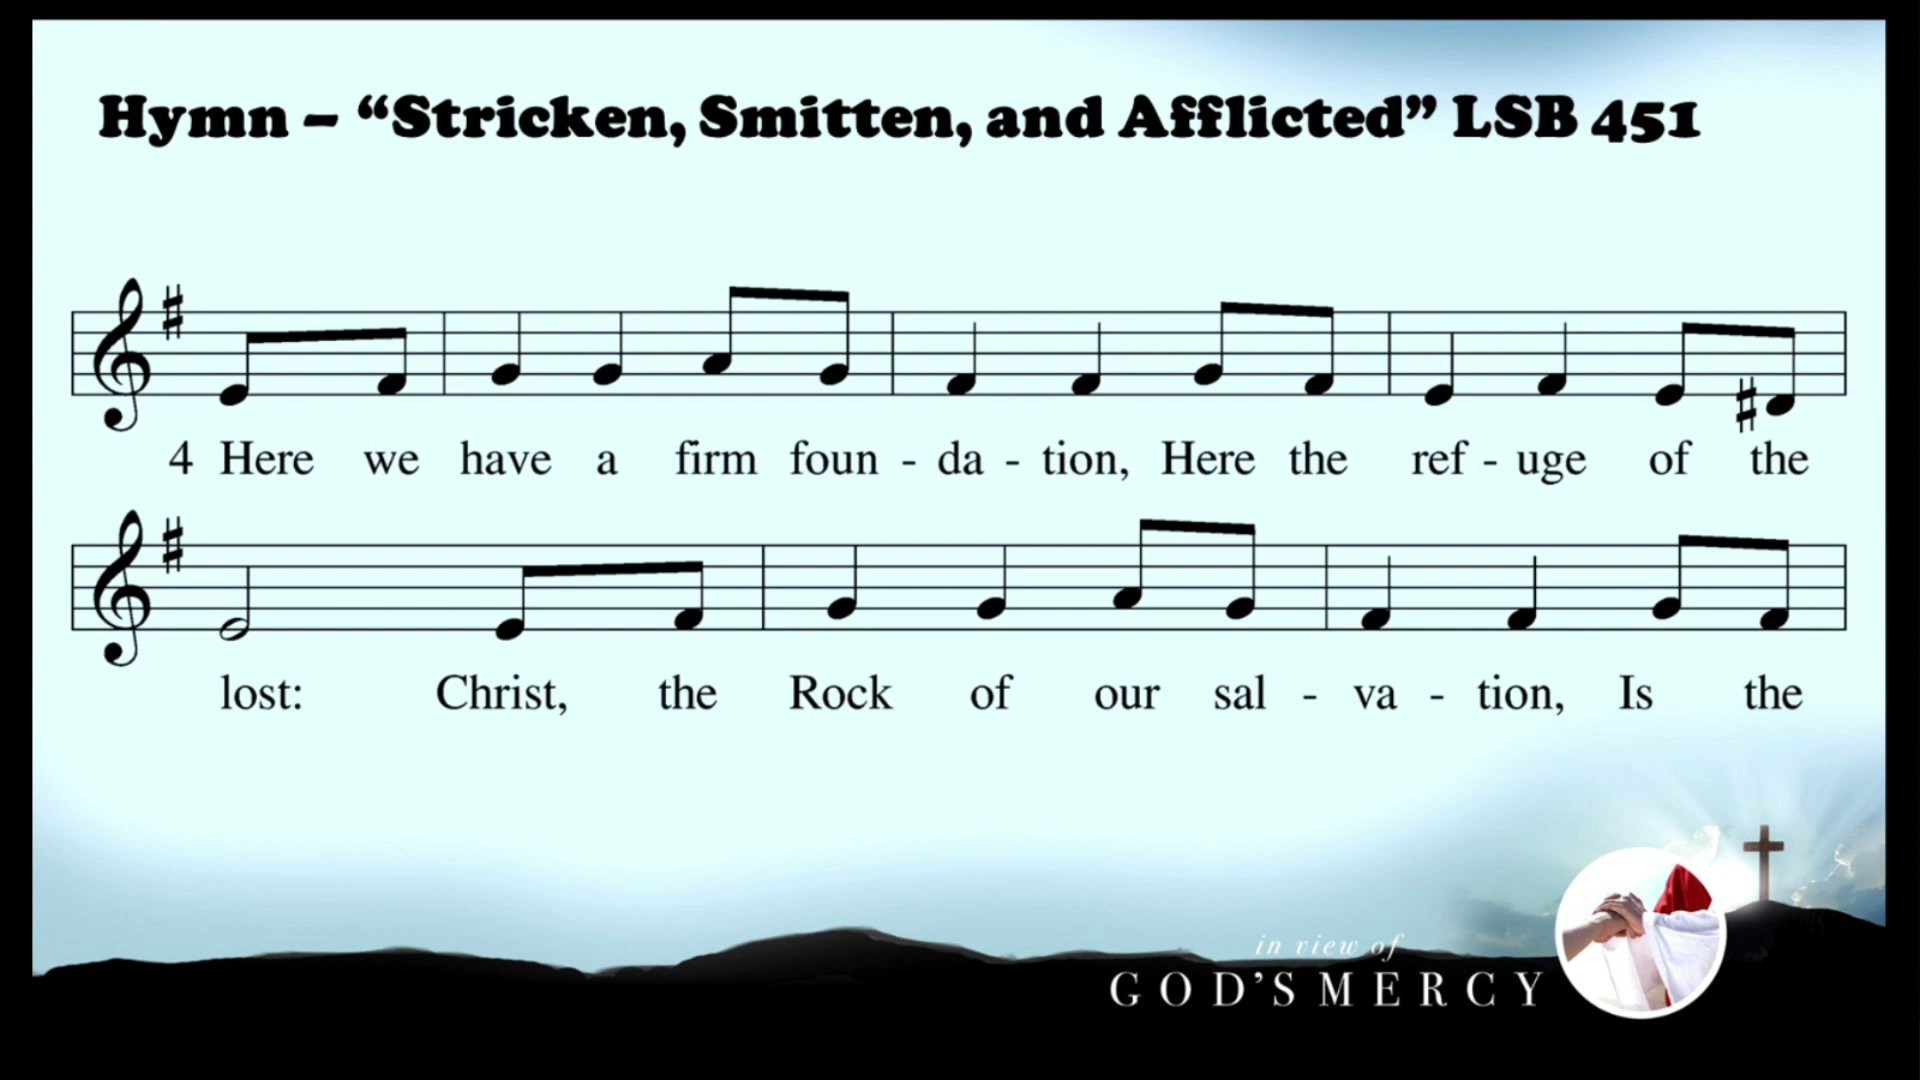 Hymn – “Stricken, Smitten, and Afflicted” LSB 451
4 Here we have a firm foun - da - tion, Here the ref - uge of the
lost: Christ, the Rock of our sal - va - tion, Is the
in view of
GOD'S MERCY